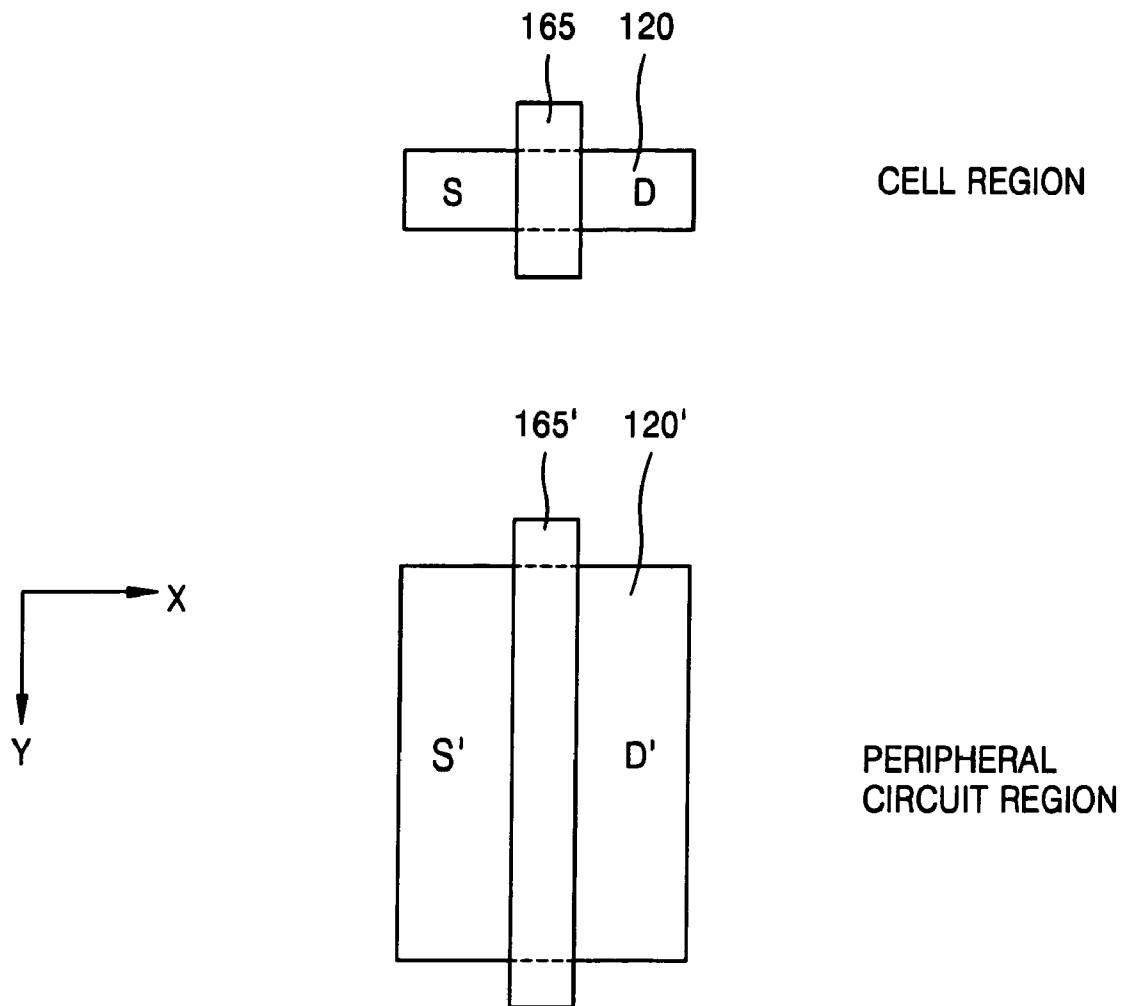 165 120
S D
CELL REGION
165' 120'
X
Y
S' D'
PERIPHERAL
CIRCUIT REGION